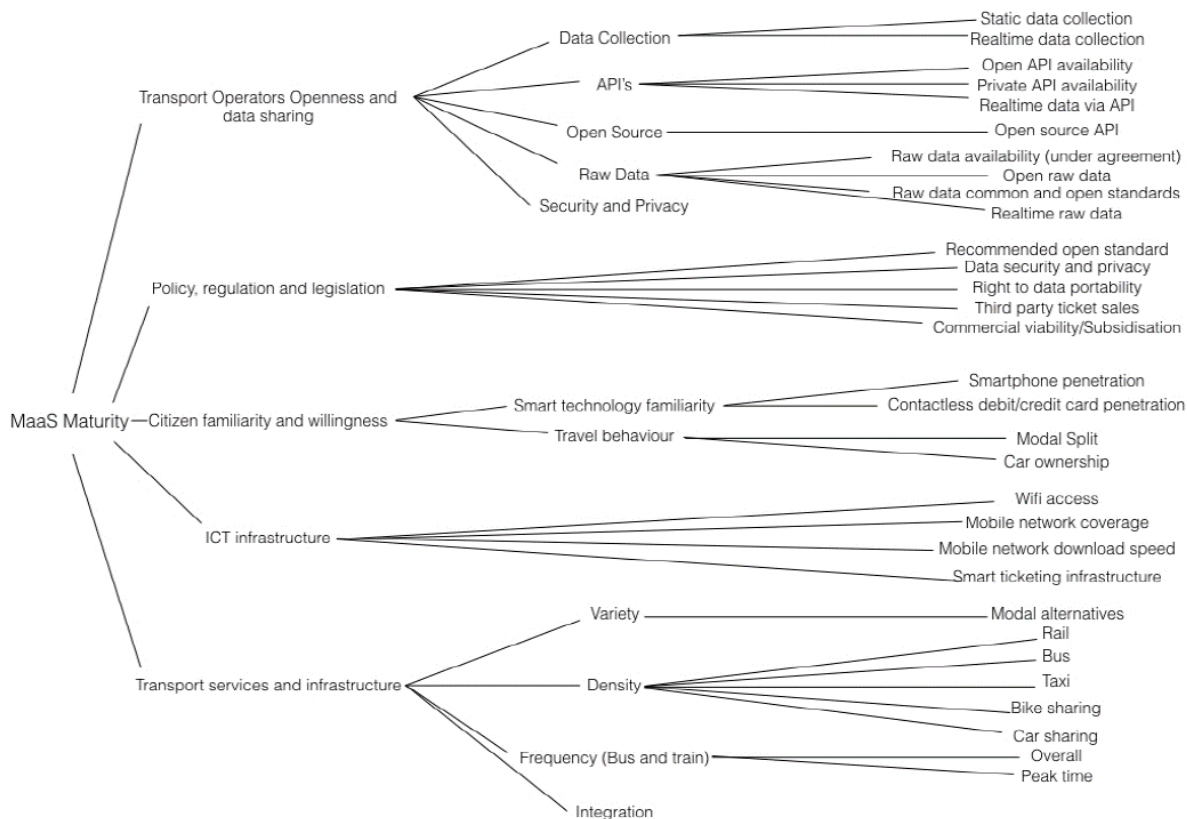 Static data collection
Data Collection
Realtime data collection
Open API availability
API's
Private API availability
Transport Operators Openness and
data sharing
Realtime data via API
Open Source
Open source API
Raw data availability (under agreement)
Raw Data
Open raw data
Raw data common and open standards
Security and Privacy
Realtime raw data
Recommended open standard
Data security and privacy
Policy, regulation and legislation
Right to data portability
Third party ticket sales
Commercial viability/Subsidisation
Smartphone penetration
Smart technology familiarity
Contactless debit/credit card penetration
MaaS Maturity
Citizen familiarity and willingness
Travel behaviour
Modal Split
Car ownership
Wifi access
Mobile network coverage
ICT infrastructure
Mobile network download speed
Smart ticketing infrastructure
Variety
Modal alternatives
Rail
Bus
Transport services and infrastructure
Density
Taxi
Bike sharing
Car sharing
Frequency (Bus and train)
Overall
Peak time
Integration